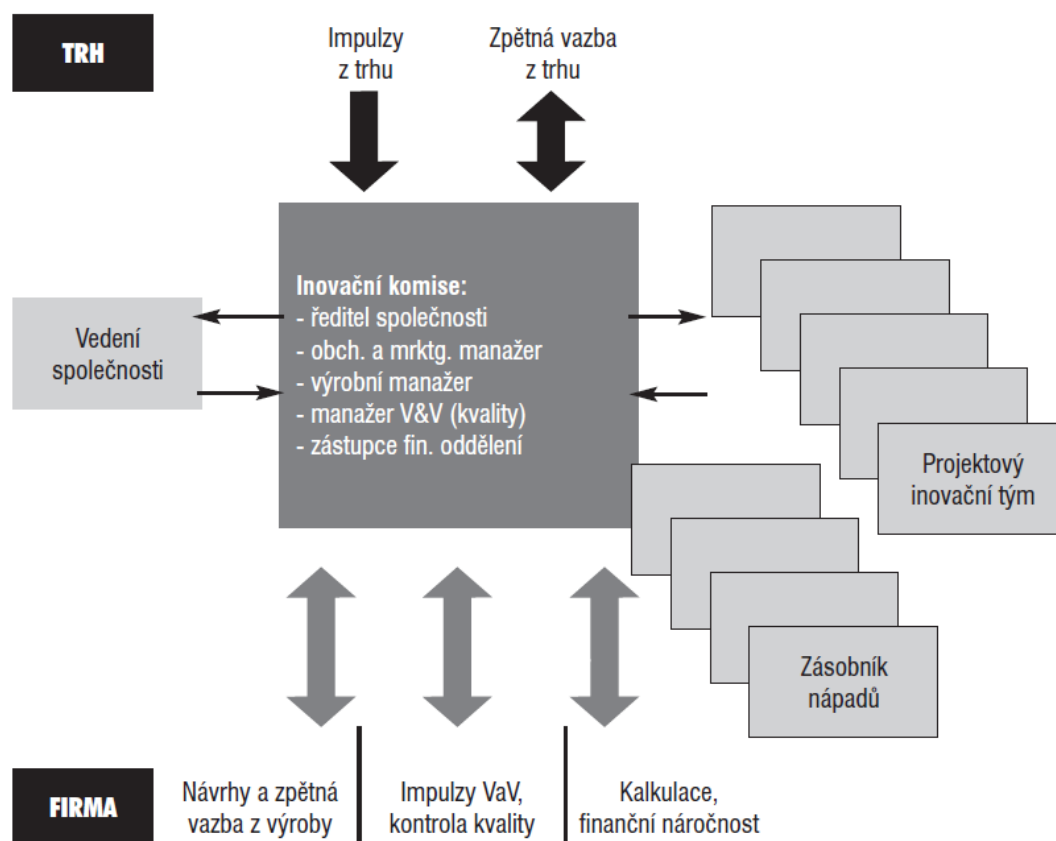 TRH
Impulzy
z trhu
Zpětná vazba
z trhu
Vedení
společnosti
Inovační komise:
- ředitel společnosti
- obch. a mrktg. manažer
- výrobní manažer
- manažer V&V (kvality)
- zástupce fin. oddělení
Projektový
inovační tým
Zásobník
nápadů
FIRMA
Návrhy a zpětná
vazba z výroby
Impulzy VaV,
kontrola kvality
Kalkulace,
finanční náročnost